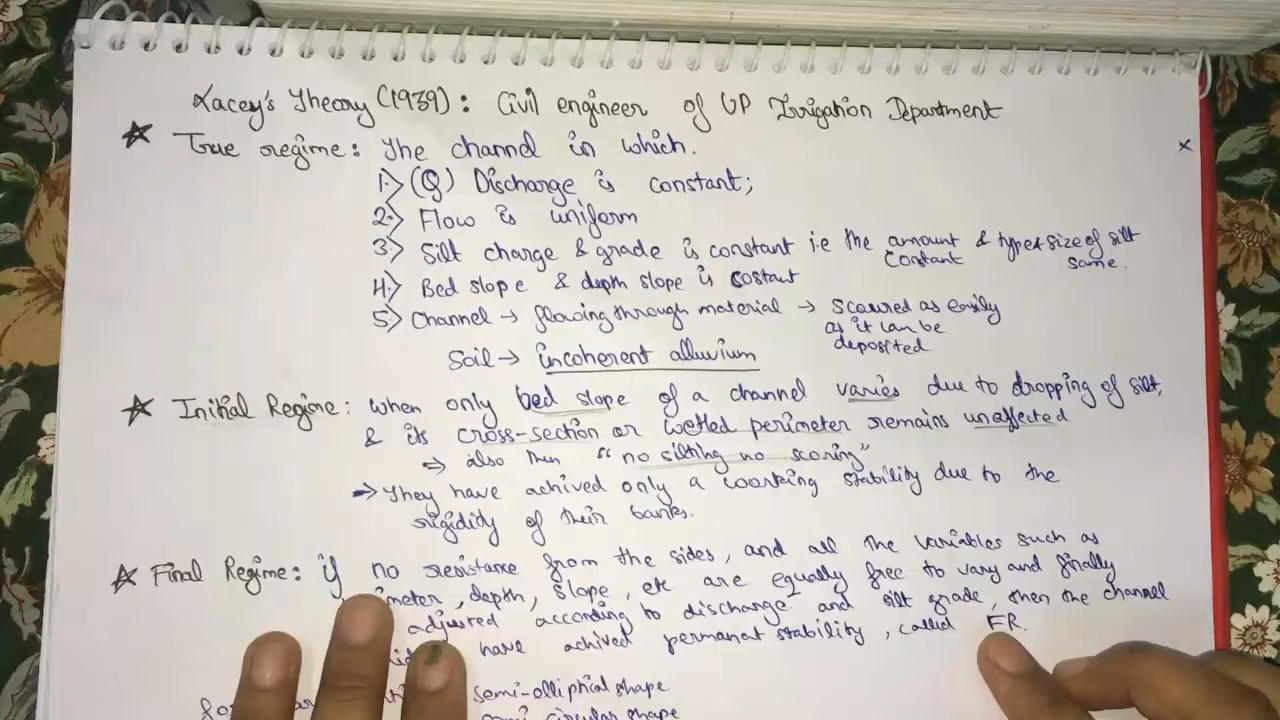 Lacey's Theory (1939): Civil engineer of UP Irrigation Department
★ True regime: The channel in which.
×
1.> (Q) Discharge is constant;
2.> Flow is uniform
3> Silt charge & grade is constant i.e the amount & type & size of silt
constant same.
4.> Bed slope & depth slope is costant
5> Channel → flowing through material → scoured as easily
as it can be
deposited
Soil → incoherent alluvium
★ Initial Regime: when only bed slope of a channel varies due to dropping of silt,
& its cross-section or wetted perimeter remains unaffected
⇒ also then "no silting no scoring"
→ They have achived only a working stability due to the
rigidity of their banks.
★ Final Regime: if no resistance from the sides, and all the variables such as
meter, depth, slope, etc are equally free to vary and finally
adjusted according to discharge and silt grade, then the channel
have achived permanat stability, called FR.
semi-elliptical shape
circular shape